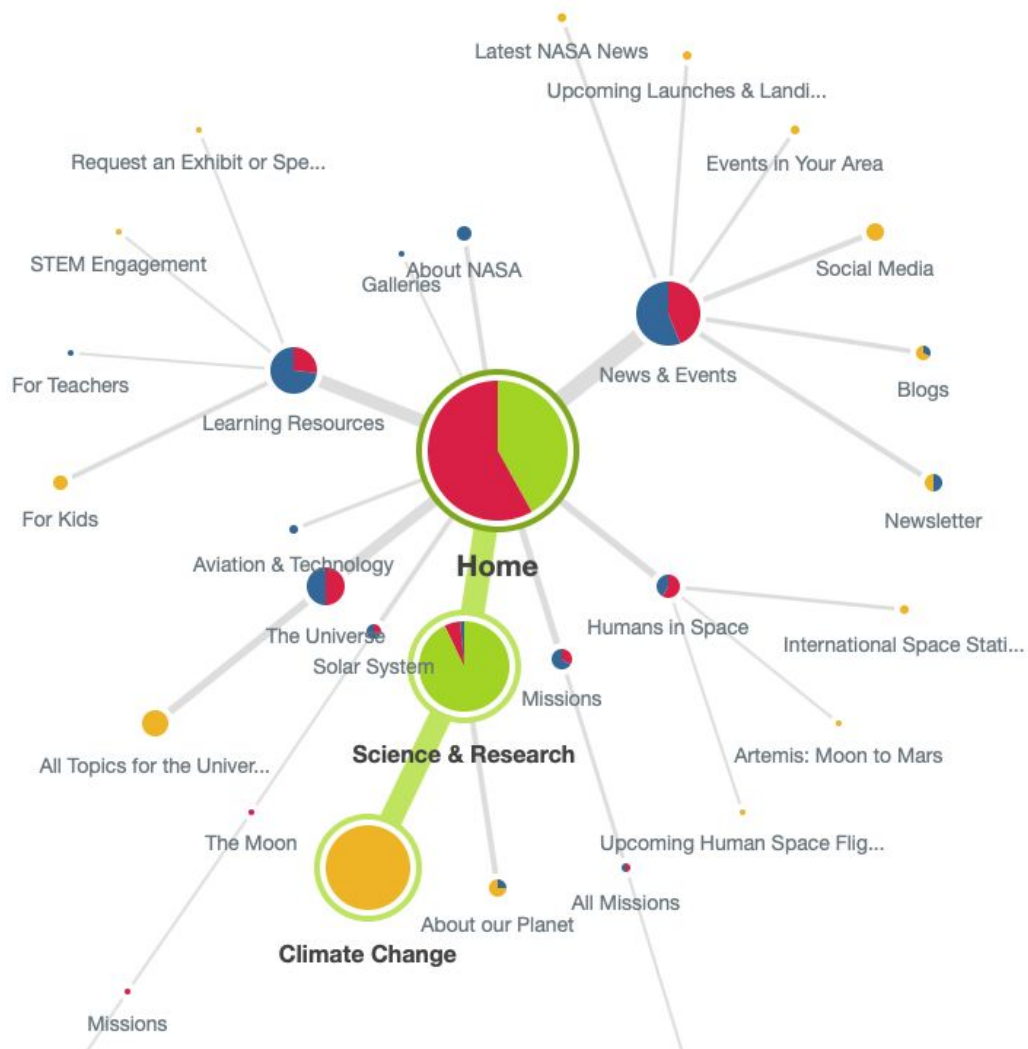 Latest NASA News
Upcoming Launches & Landi...
Request an Exhibit or Spe...
Events in Your Area
STEM Engagement
About NASA
Galleries
Social Media
For Teachers
News & Events
Blogs
Learning Resources
For Kids
Newsletter
Aviation & Technology
Home
The Universe
Humans in Space
Solar System
International Space Stati...
Missions
Science & Research
All Topics for the Univer...
Artemis: Moon to Mars
The Moon
Upcoming Human Space Flig...
All Missions
About our Planet
Climate Change
Missions